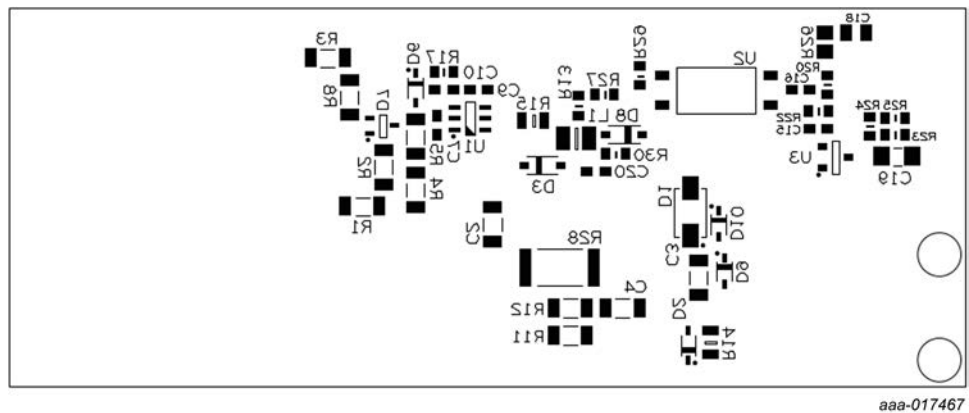 R3
R8
D7
D6
R17
C10
C9
R5
C7
U1
R2
R4
R1
R15
R13
R27
R29
L1
D8
R30
C20
D3
U2
C18
R26
R20
C16
R22
C15
U3
R24
R25
R23
C19
C2
D1
D10
C3
D9
R28
C4
R12
R11
D2
R14
aaa-017467